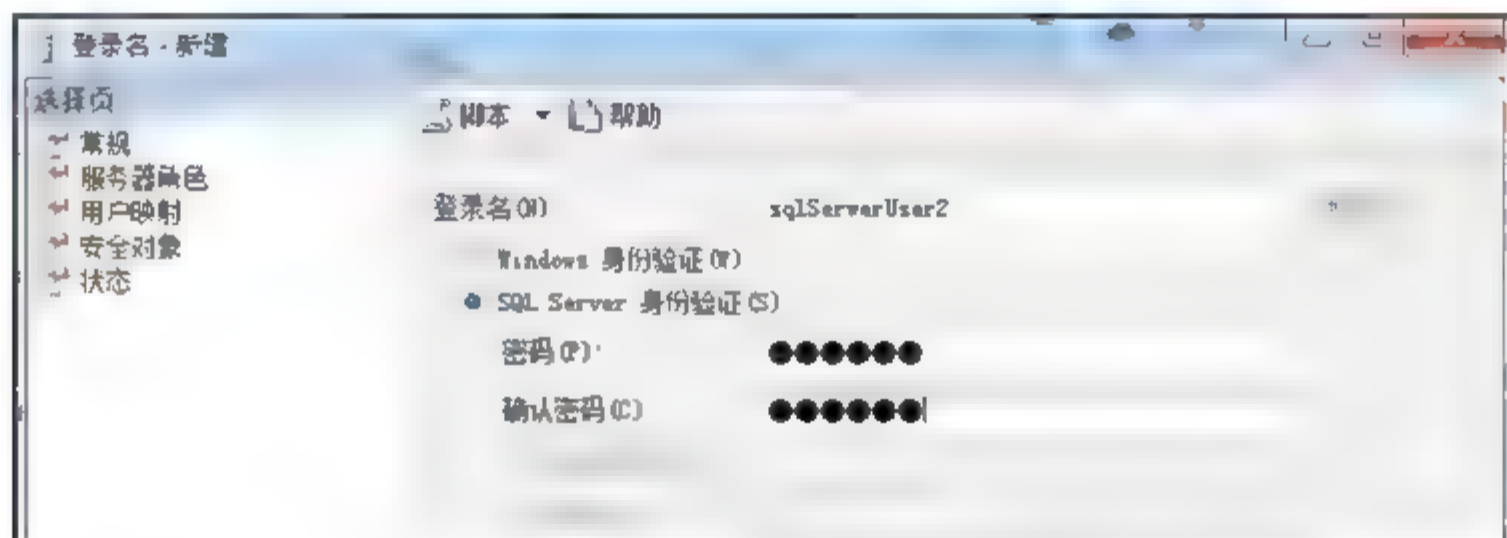 登录名 - 新建
选择页
常规
服务器角色
用户映射
安全对象
状态
脚本 帮助
登录名(N) sqlServerUser2
Windows 身份验证(W)
SQL Server 身份验证(S)
密码(P)
确认密码(C)